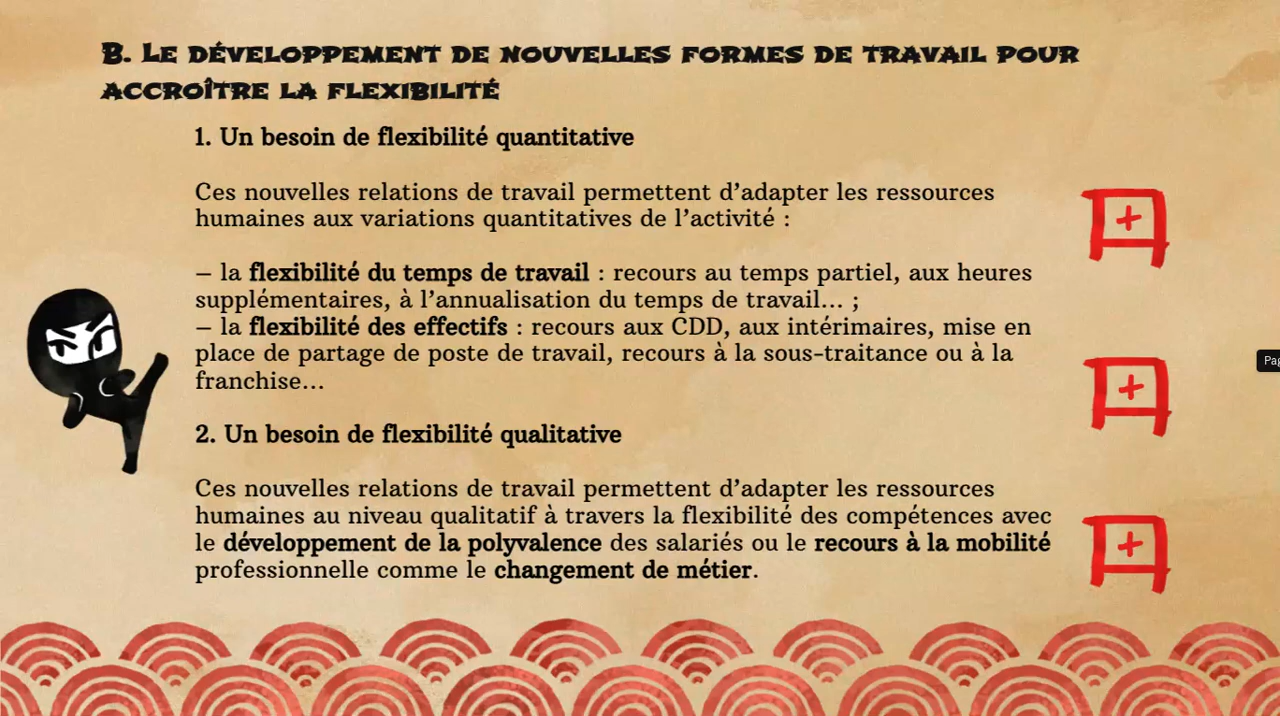 B. Le développement de nouvelles formes de travail pour
accroître la flexibilité
1. Un besoin de flexibilité quantitative
Ces nouvelles relations de travail permettent d’adapter les ressources
humaines aux variations quantitatives de l’activité :
– la flexibilité du temps de travail : recours au temps partiel, aux heures
supplémentaires, à l’annualisation du temps de travail… ;
– la flexibilité des effectifs : recours aux CDD, aux intérimaires, mise en
place de partage de poste de travail, recours à la sous-traitance ou à la
franchise…
2. Un besoin de flexibilité qualitative
Ces nouvelles relations de travail permettent d’adapter les ressources
humaines au niveau qualitatif à travers la flexibilité des compétences avec
le développement de la polyvalence des salariés ou le recours à la mobilité
professionnelle comme le changement de métier.